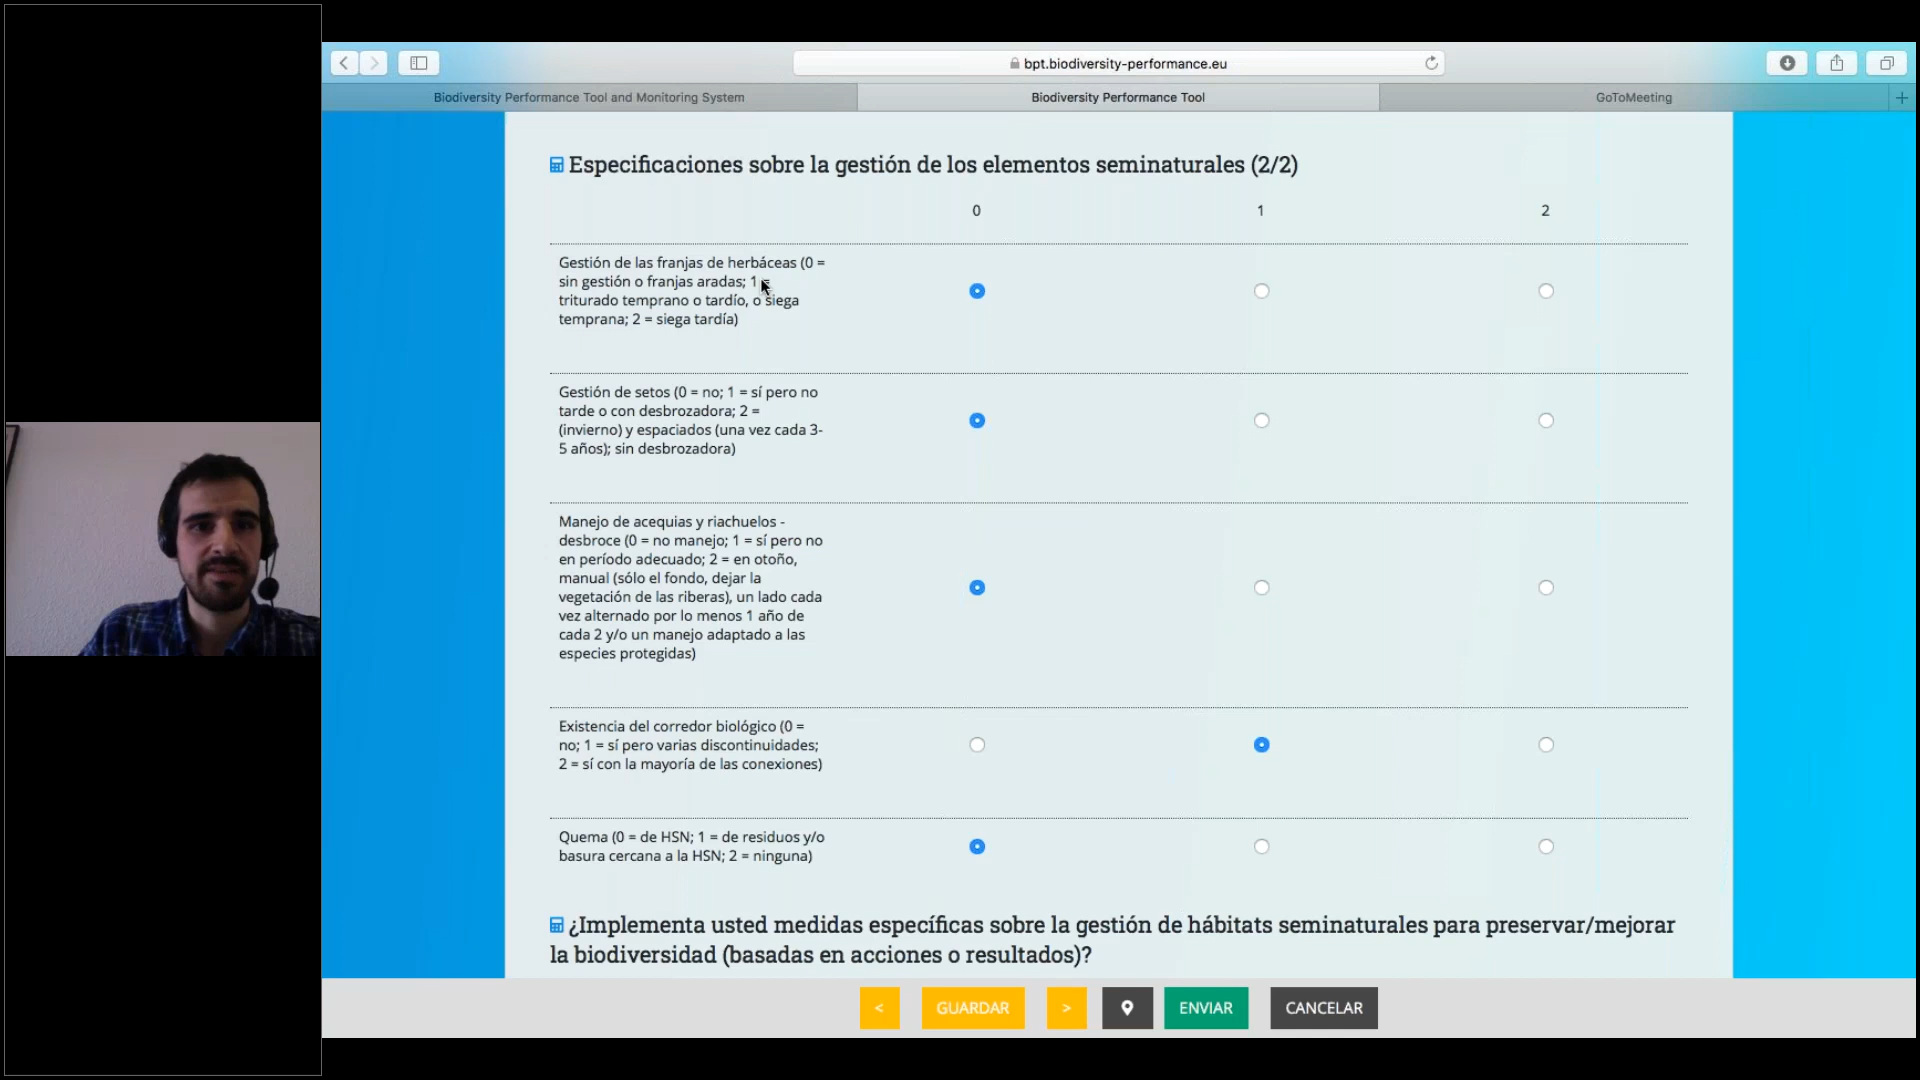 bpt.biodiversity-performance.eu
Biodiversity Performance Tool and Monitoring System
Biodiversity Performance Tool
GoToMeeting
Especificaciones sobre la gestión de los elementos seminaturales (2/2)
0 1 2
Gestión de las franjas de herbáceas (0 =
sin gestión o franjas aradas; 1 =
triturado temprano o tardío, o siega
temprana; 2 = siega tardía)
Gestión de setos (0 = no; 1 = sí pero no
tarde o con desbrozadora; 2 =
(invierno) y espaciados (una vez cada 3-
5 años); sin desbrozadora)
Manejo de acequias y riachuelos -
desbroce (0 = no manejo; 1 = sí pero no
en período adecuado; 2 = en otoño,
manual (sólo el fondo, dejar la
vegetación de las riberas), un lado cada
vez alternado por lo menos 1 año de
cada 2 y/o un manejo adaptado a las
especies protegidas)
Existencia del corredor biológico (0 =
no; 1 = sí pero varias discontinuidades;
2 = sí con la mayoría de las conexiones)
Quema (0 = de HSN; 1 = de residuos y/o
basura cercana a la HSN; 2 = ninguna)
¿Implementa usted medidas específicas sobre la gestión de hábitats seminaturales para preservar/mejorar
la biodiversidad (basadas en acciones o resultados)?
< GUARDAR > ENVIAR CANCELAR